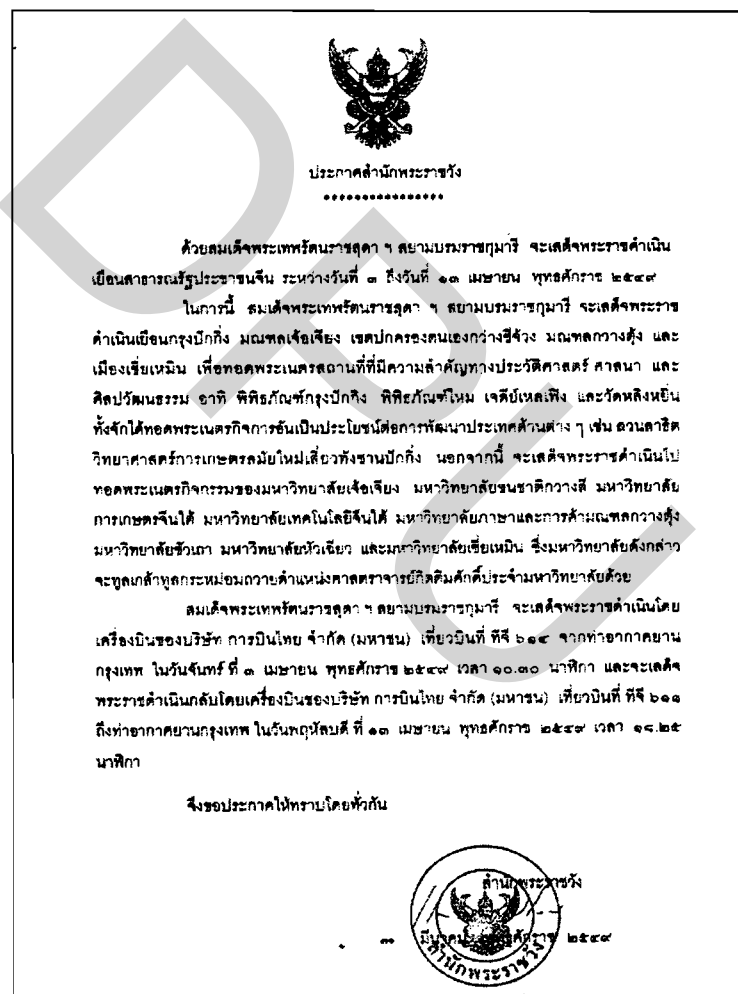 ประกาศสำนักพระราชวัง
****************
ด้วยสมเด็จพระเทพรัตนราชสุดา ฯ สยามบรมราชกุมารี จะเสด็จพระราชดำเนิน
เยือนสาธารณรัฐประชาชนจีน ระหว่างวันที่ ๓ ถึงวันที่ ๑๓ เมษายน พุทธศักราช ๒๕๔๙
ในการนี้ สมเด็จพระเทพรัตนราชสุดา ฯ สยามบรมราชกุมารี จะเสด็จพระราช
ดำเนินเยือนกรุงปักกิ่ง มณฑลเจ้อเจียง เขตปกครองตนเองกว่างซีจ้วง มณฑลกวางตุ้ง และ
เมืองเซี่ยเหมิน เพื่อทอดพระเนตรสถานที่ที่มีความสำคัญทางประวัติศาสตร์ ศาสนา และ
ศิลปวัฒนธรรม อาทิ พิพิธภัณฑ์กรุงปักกิ่ง พิพิธภัณฑ์ไหม เจดีย์เหลเฟิง และวัดหลิงหยิ่น
ทั้งจักได้ทอดพระเนตรกิจการอันเป็นประโยชน์ต่อการพัฒนาประเทศด้านต่าง ๆ เช่น สวนสาธิต
วิทยาศาสตร์การเกษตรสมัยใหม่เสี่ยวทังซานปักกิ่ง นอกจากนี้ จะเสด็จพระราชดำเนินไป
ทอดพระเนตรกิจกรรมของมหาวิทยาลัยเจ้อเจียง มหาวิทยาลัยชนชาติกวางสี มหาวิทยาลัย
การเกษตรจีนใต้ มหาวิทยาลัยเทคโนโลยีจีนใต้ มหาวิทยาลัยภาษาและการค้ามณฑลกวางตุ้ง
มหาวิทยาลัยซัวเถา มหาวิทยาลัยหัวเฉียว และมหาวิทยาลัยเซี่ยเหมิน ซึ่งมหาวิทยาลัยดังกล่าว
จะทูลเกล้าทูลกระหม่อมถวายตำแหน่งศาสตราจารย์กิตติมศักดิ์ประจำมหาวิทยาลัยด้วย
สมเด็จพระเทพรัตนราชสุดา ฯ สยามบรมราชกุมารี จะเสด็จพระราชดำเนินโดย
เครื่องบินของบริษัท การบินไทย จำกัด (มหาชน) เที่ยวบินที่ ทีจี ๖๑๔ จากท่าอากาศยาน
กรุงเทพ ในวันจันทร์ ที่ ๓ เมษายน พุทธศักราช ๒๕๔๙ เวลา ๑๐.๓๐ นาฬิกา และจะเสด็จ
พระราชดำเนินกลับโดยเครื่องบินของบริษัท การบินไทย จำกัด (มหาชน) เที่ยวบินที่ ทีจี ๖๑๑
ถึงท่าอากาศยานกรุงเทพ ในวันพฤหัสบดี ที่ ๑๓ เมษายน พุทธศักราช ๒๕๔๙ เวลา ๑๘.๒๕
นาฬิกา
จึงขอประกาศให้ทราบโดยทั่วกัน
สำนักพระราชวัง
๓ มีนาคม พุทธศักราช ๒๕๔๙
สำนักพระราชวัง
DPU